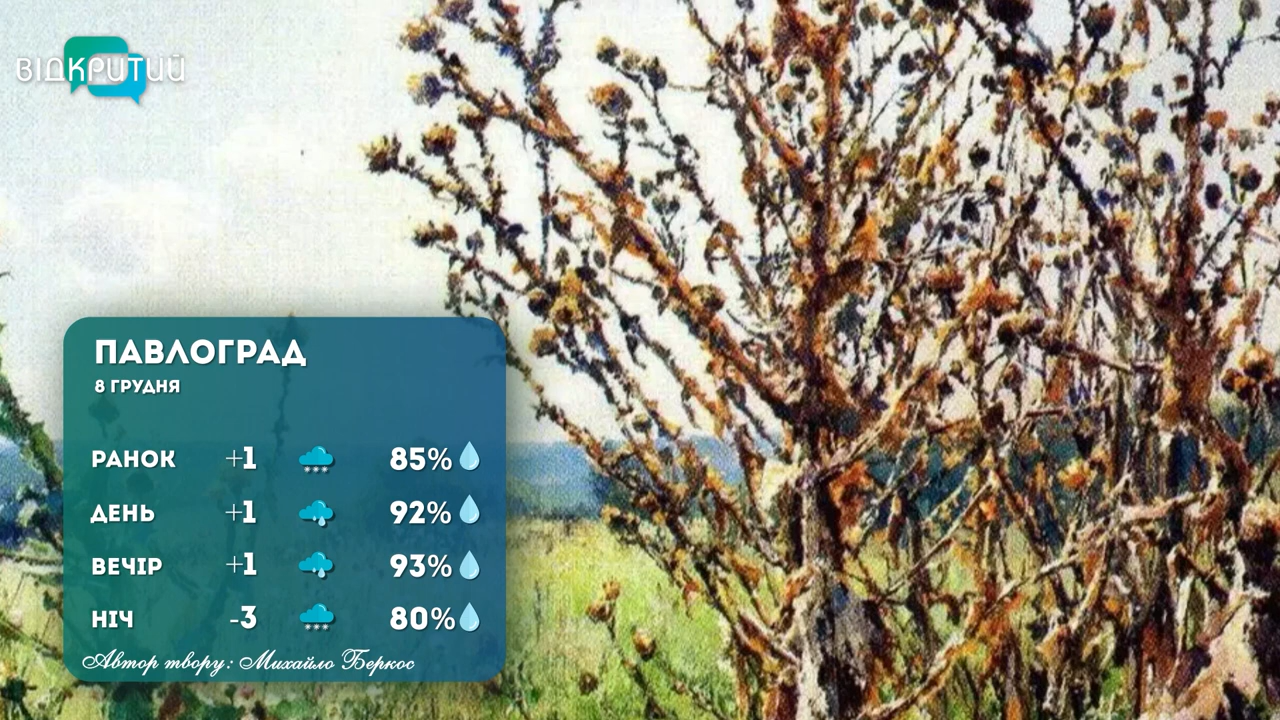 ВІДКРИТИЙ
ПАВЛОГРАД
8 ГРУДНЯ
РАНОК +1 85%
ДЕНЬ +1 92%
ВЕЧІР +1 93%
НІЧ -3 80%
Автор твору: Михайло Беркос